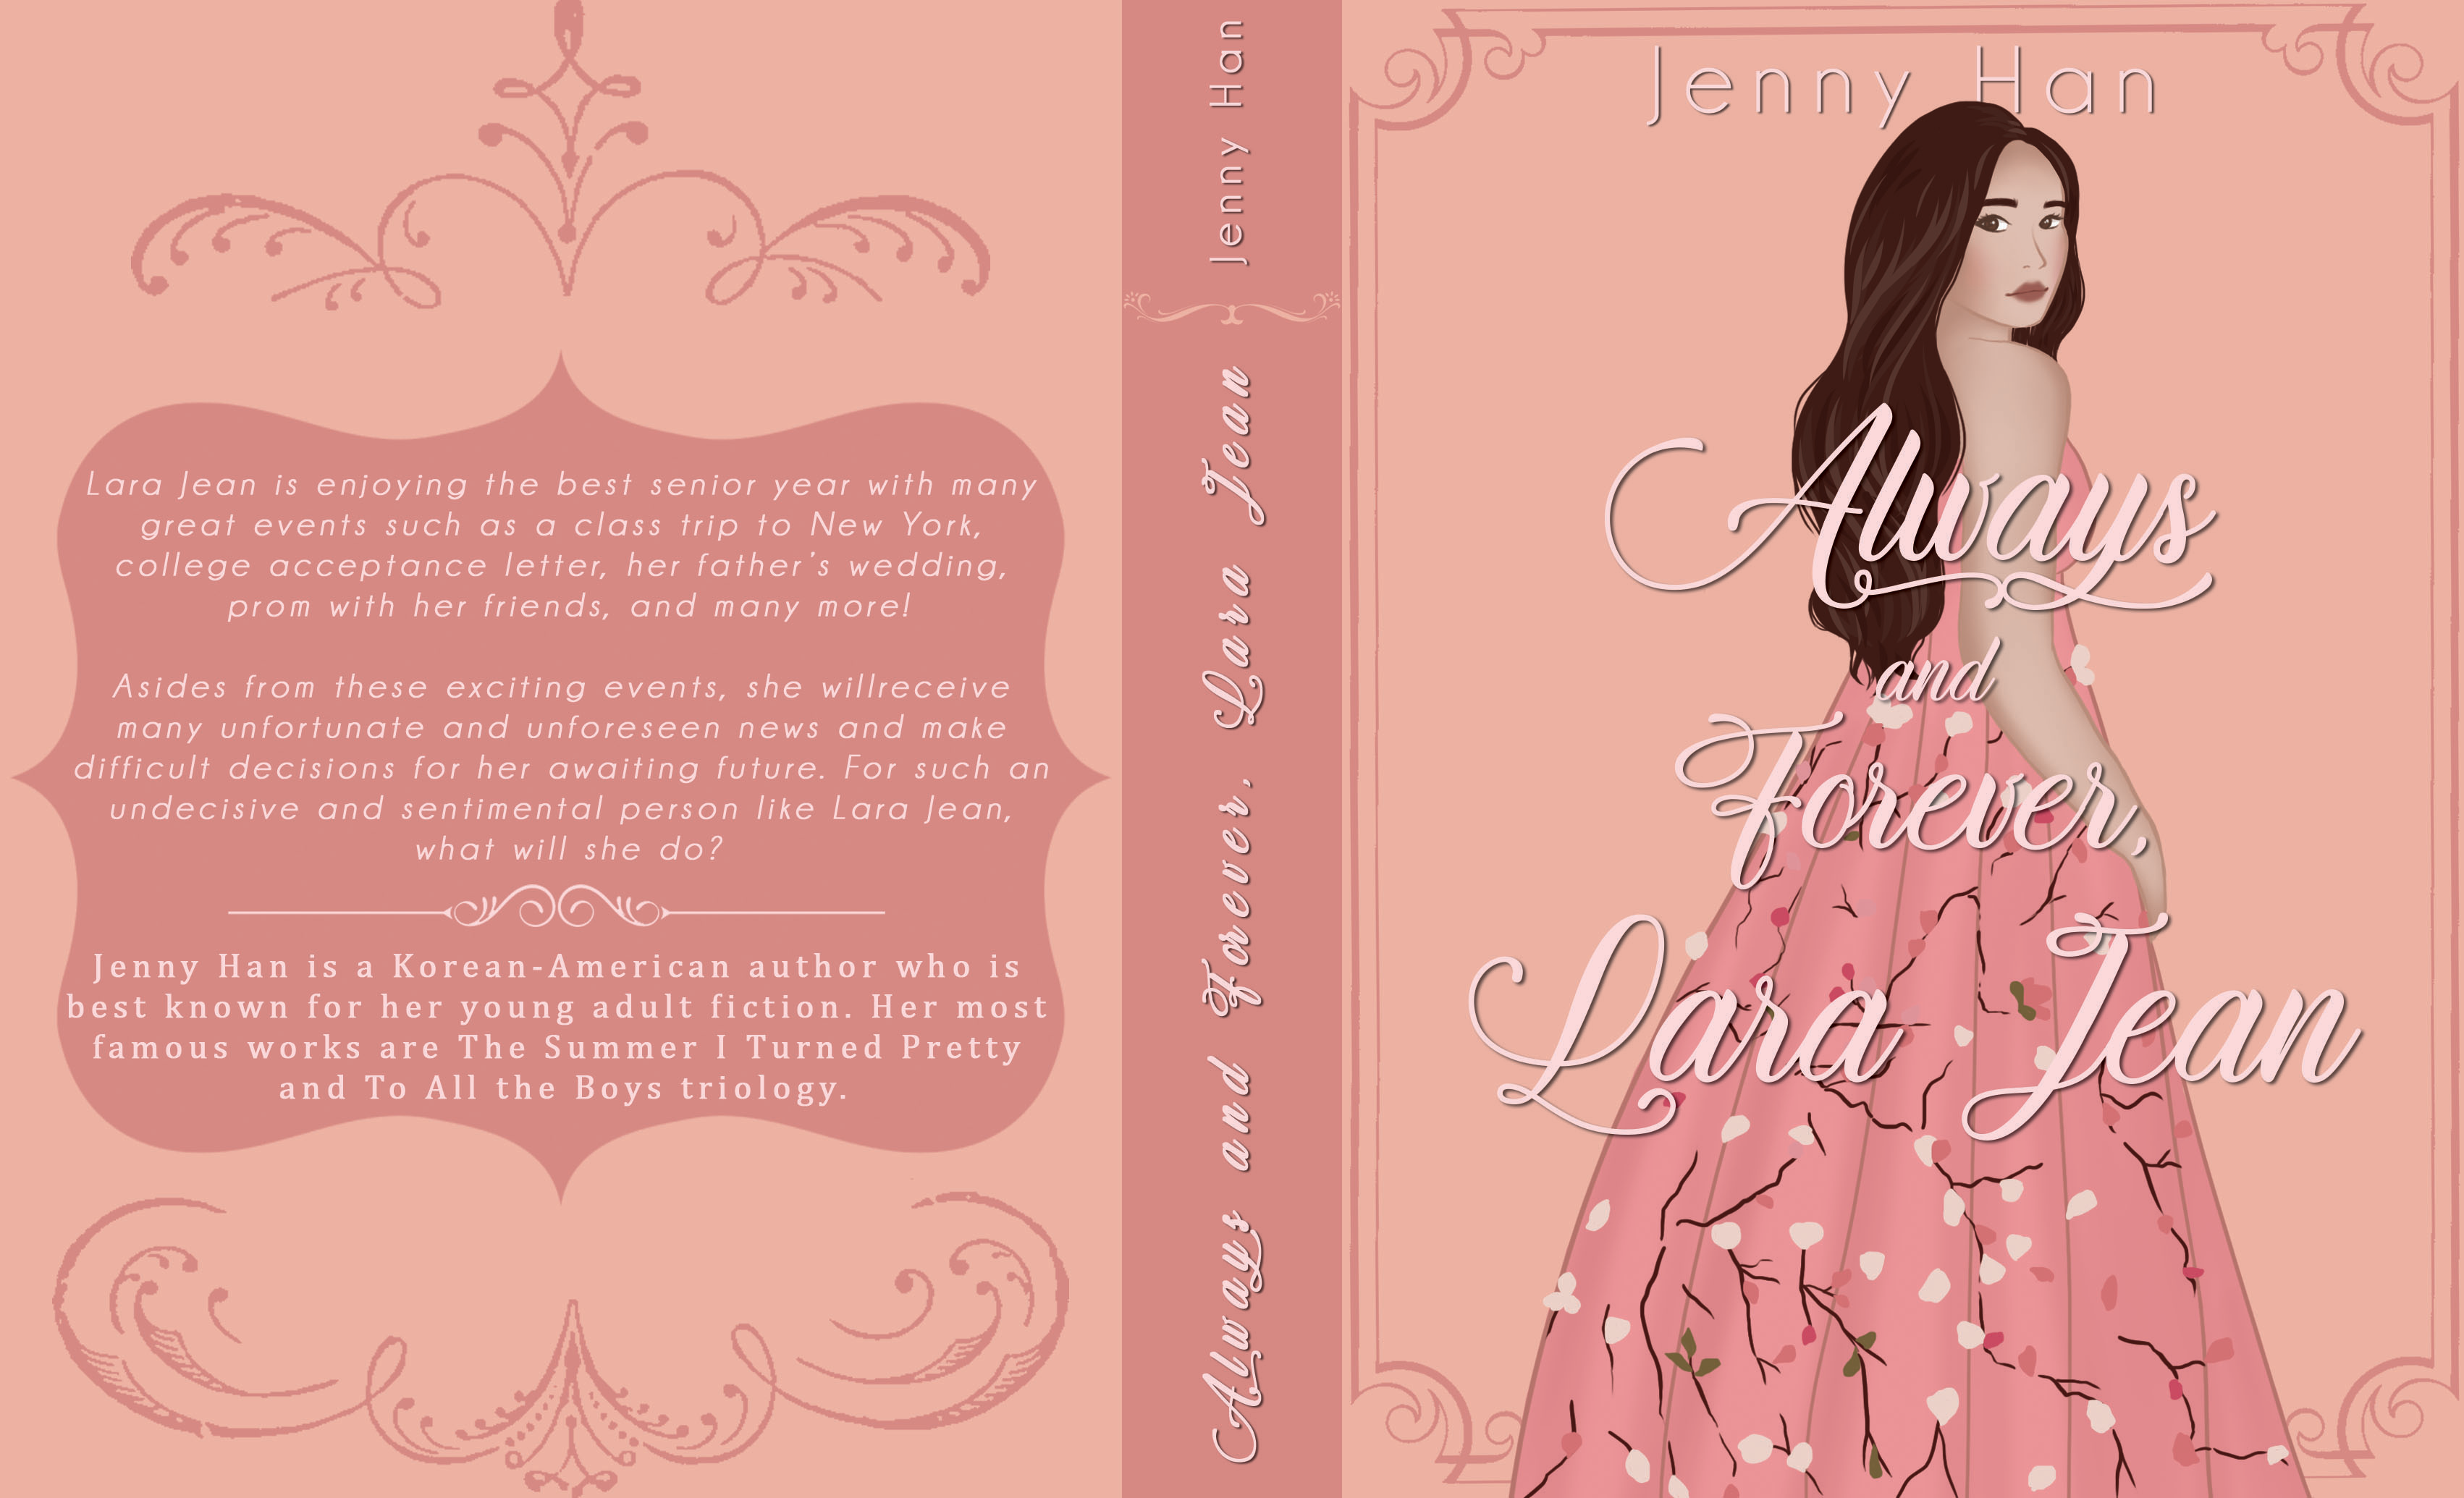 Lara Jean is enjoying the best senior year with many
great events such as a class trip to New York,
college acceptance letter, her father's wedding,
prom with her friends, and many more!
Asides from these exciting events, she willreceive
many unfortunate and unforeseen news and make
difficult decisions for her awaiting future. For such an
undecisive and sentimental person like Lara Jean,
what will she do?
Jenny Han is a Korean-American author who is
best known for her young adult fiction. Her most
famous works are The Summer I Turned Pretty
and To All the Boys triology.
Always and Forever, Lara Jean Jenny Han
Jenny Han
Always
and
Forever,
Lara Jean